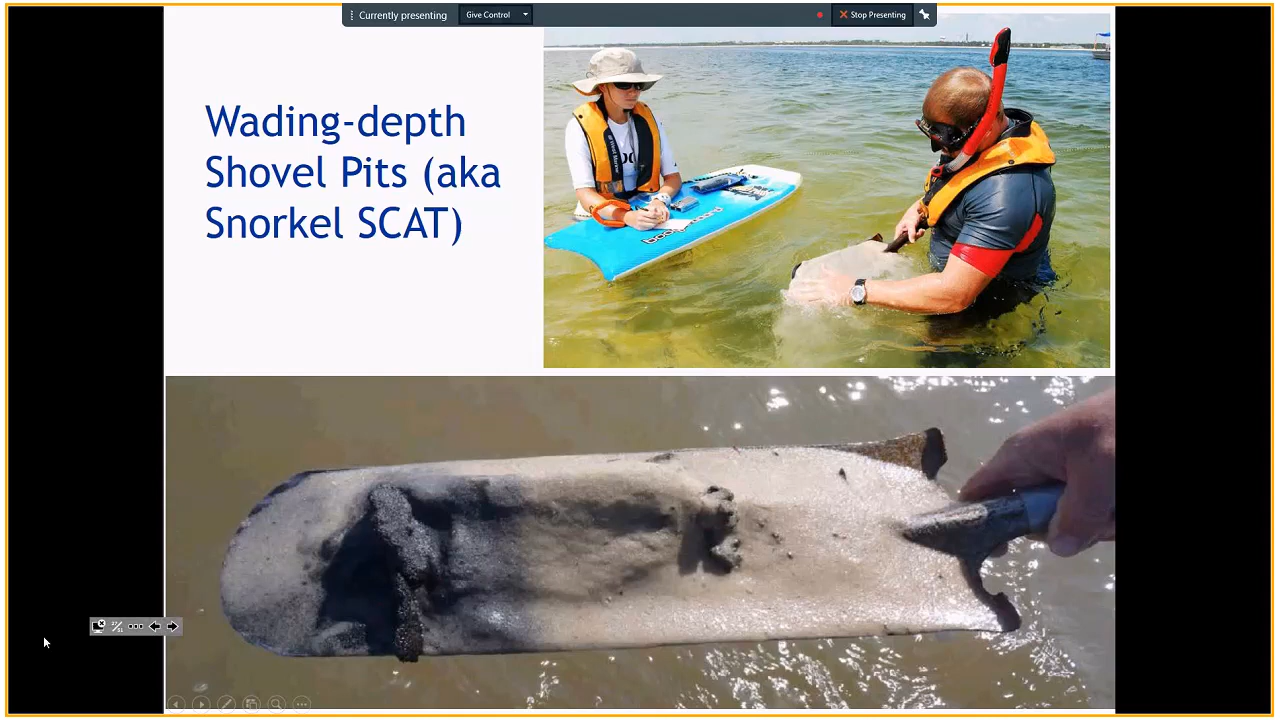 Currently presenting
Give Control
Stop Presenting
Wading-depth
Shovel Pits (aka
Snorkel SCAT)